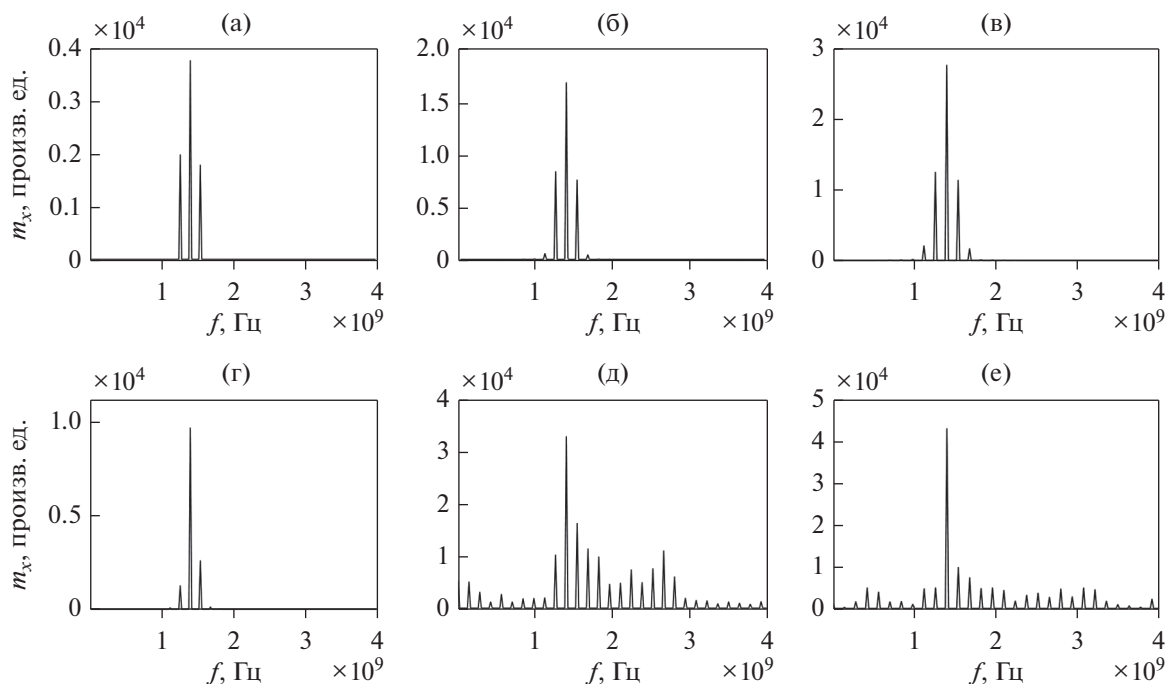 (а)
×10⁴
0.4
0.3
0.2
0.1
0
1 2 3 4
f, Гц ×10⁹
mₓ, произв. ед.
(б)
×10⁴
2.0
1.5
1.0
0.5
0
1 2 3 4
f, Гц ×10⁹
(в)
×10⁴
3
2
1
0
1 2 3 4
f, Гц ×10⁹
(г)
×10⁴
1.0
0.5
0
1 2 3 4
f, Гц ×10⁹
mₓ, произв. ед.
(д)
×10⁴
4
3
2
1
0
1 2 3 4
f, Гц ×10⁹
(е)
×10⁴
5
4
3
2
1
0
1 2 3 4
f, Гц ×10⁹